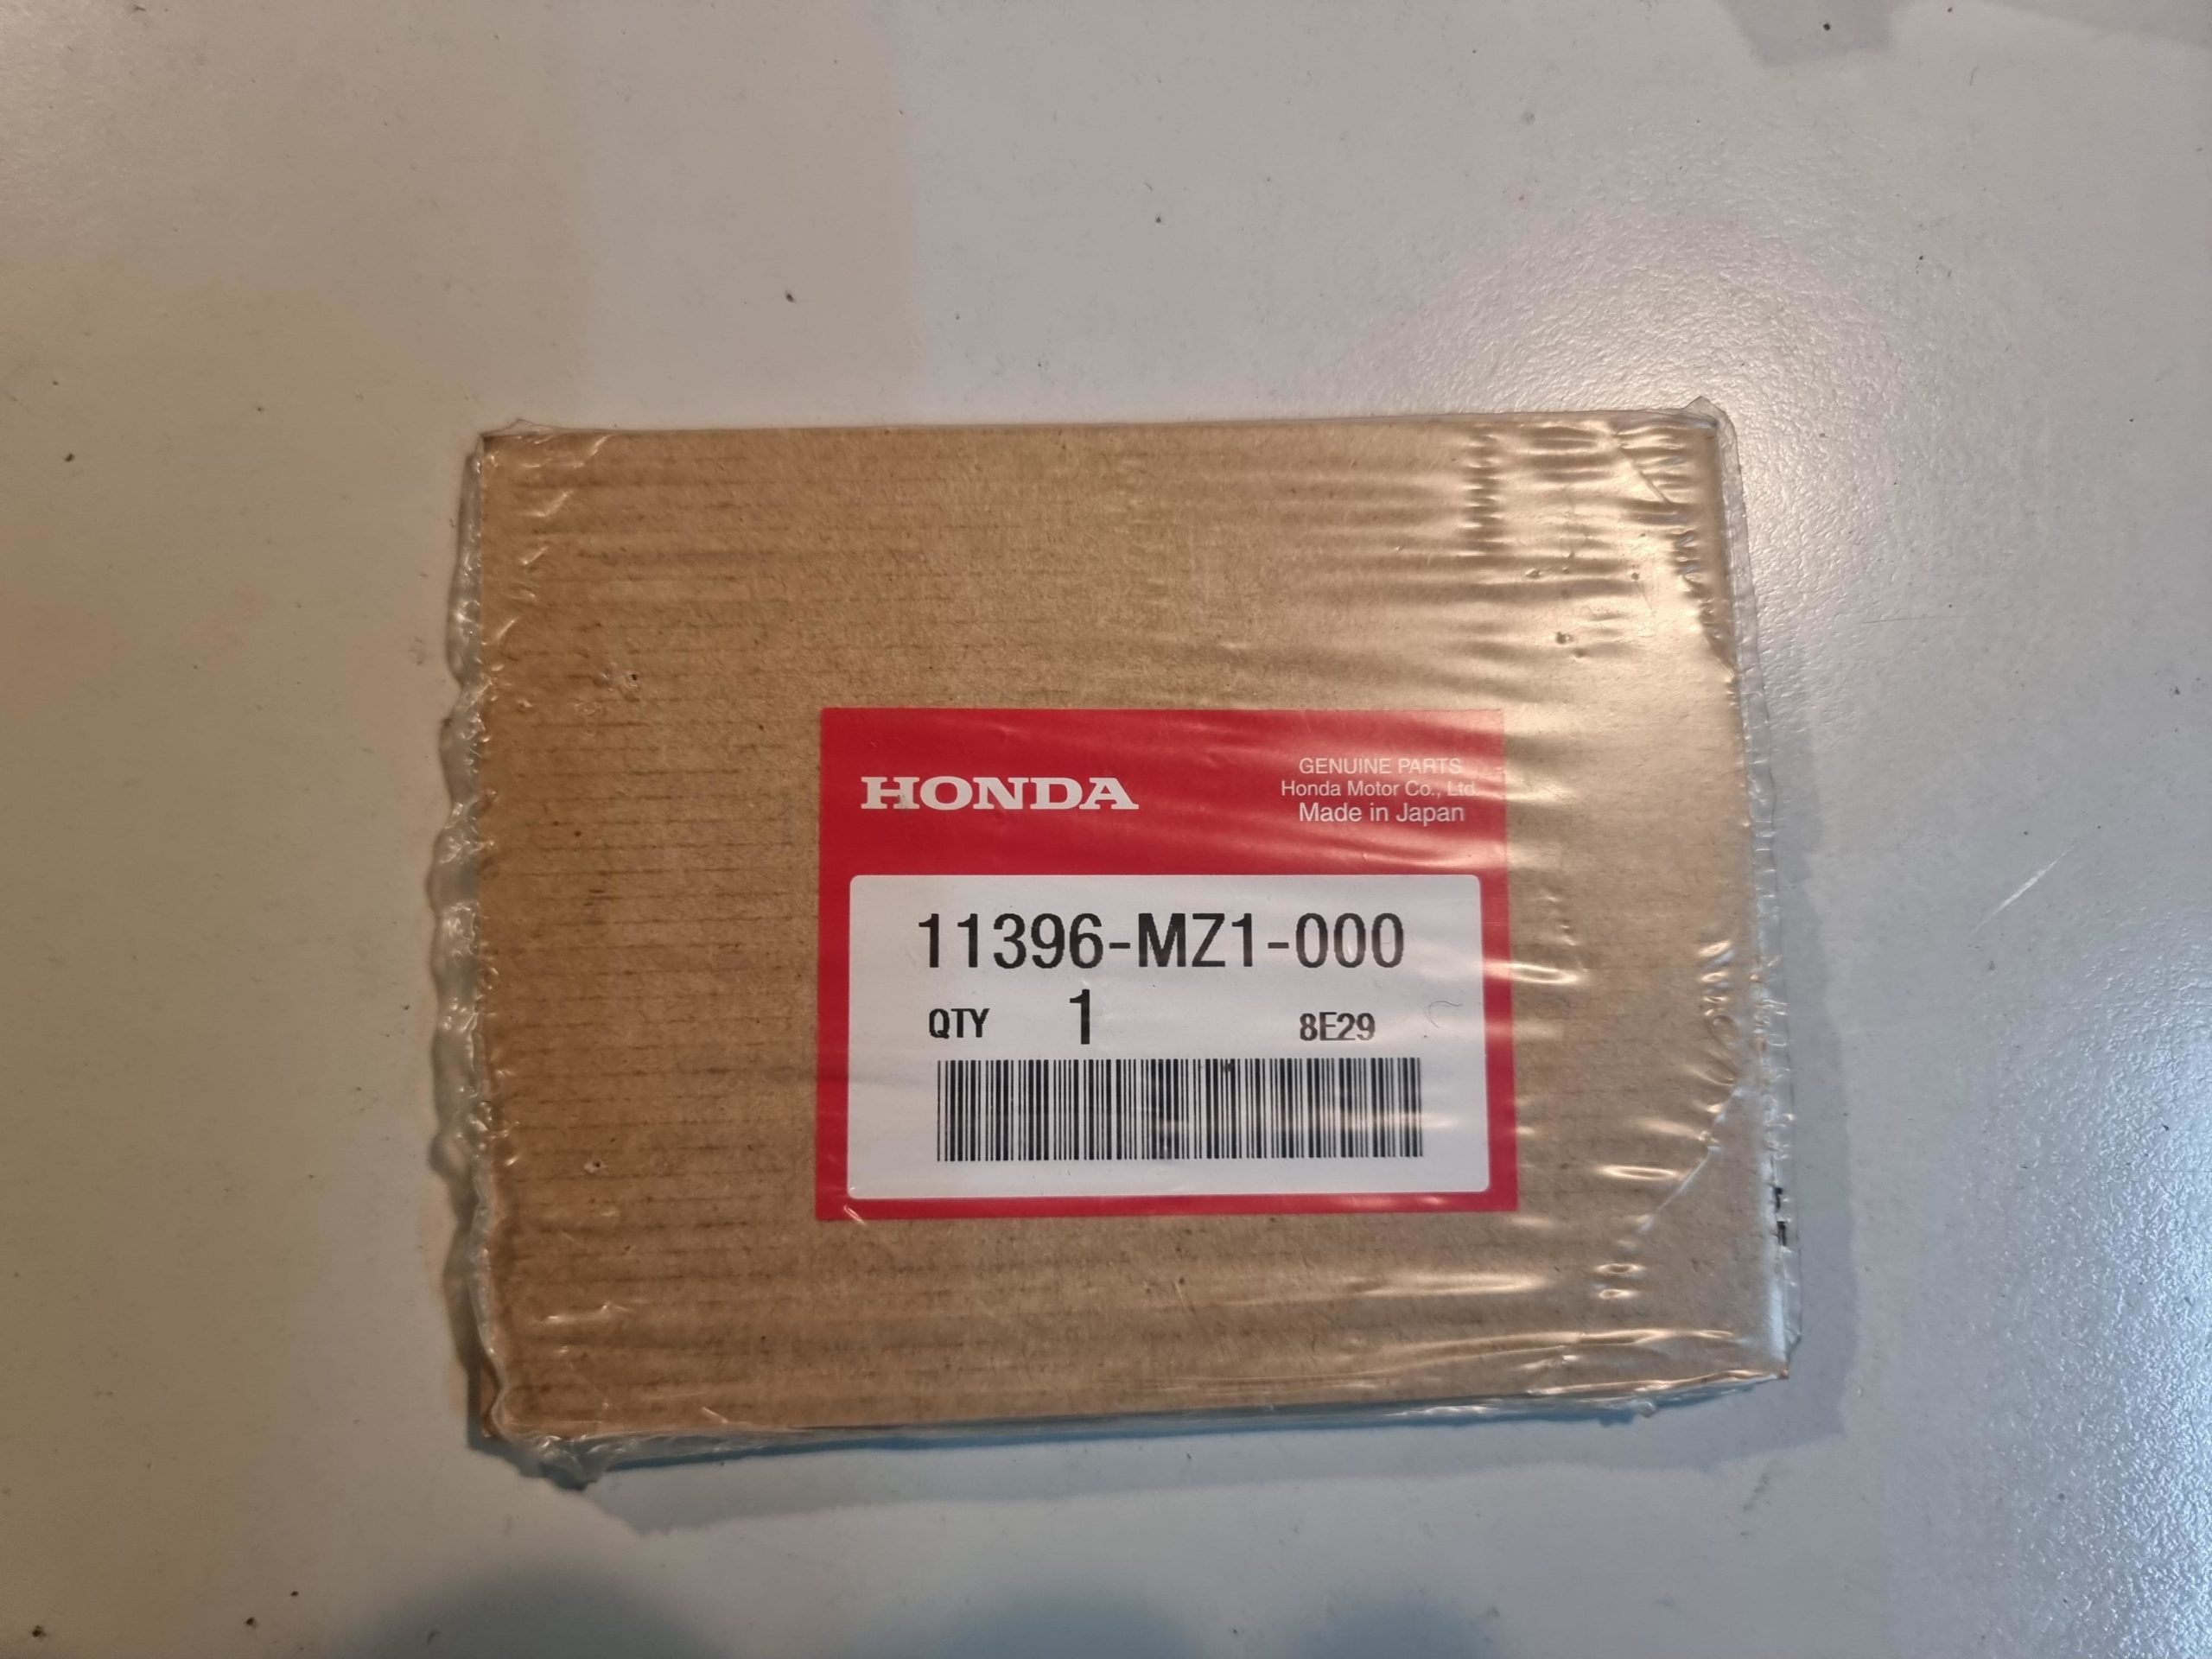 HONDA
GENUINE PARTS
Honda Motor Co., Ltd.
Made in Japan
11396-MZ1-000
QTY 1 8E29